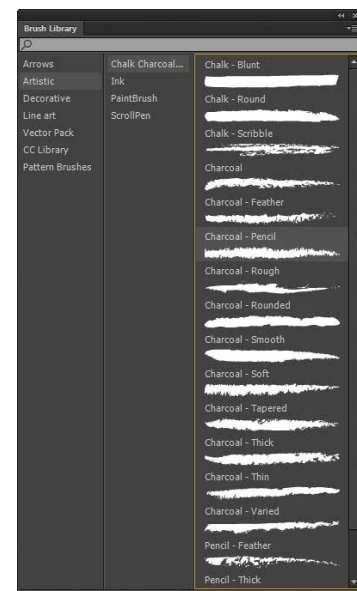 Brush Library
Arrows
Artistic
Decorative
Line art
Vector Pack
CC Library
Pattern Brushes
Chalk Charcoal...
Ink
PaintBrush
ScrollPen
Chalk - Blunt
Chalk - Round
Chalk - Scribble
Charcoal
Charcoal - Feather
Charcoal - Pencil
Charcoal - Rough
Charcoal - Rounded
Charcoal - Smooth
Charcoal - Soft
Charcoal - Tapered
Charcoal - Thick
Charcoal - Thin
Charcoal - Varied
Pencil - Feather
Pencil - Thick